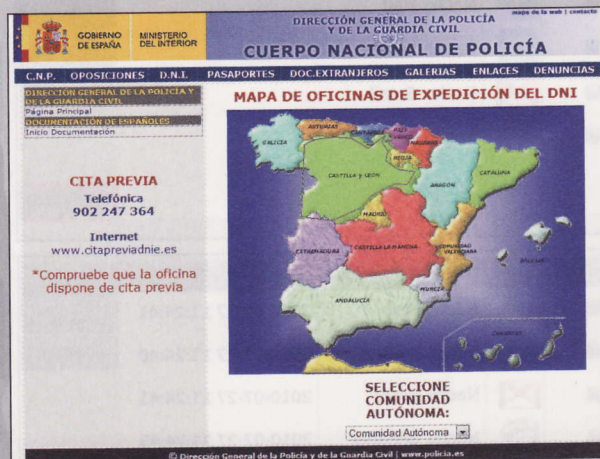 mapa de la web | contacto
GOBIERNO
DE ESPAÑA
MINISTERIO
DEL INTERIOR
DIRECCIÓN GENERAL DE LA POLICÍA
Y DE LA GUARDIA CIVIL
CUERPO NACIONAL DE POLICÍA
C.N.P. OPOSICIONES D.N.I. PASAPORTES DOC.EXTRANJEROS GALERIAS ENLACES DENUNCIAS
DIRECCIÓN GENERAL DE LA POLICÍA Y
DE LA GUARDIA CIVIL
Página Principal
DOCUMENTACIÓN DE ESPAÑOLES
Inicio Documentación
CITA PREVIA
Telefónica
902 247 364
Internet
www.citapreviadnie.es
*Compruebe que la oficina
dispone de cita previa
MAPA DE OFICINAS DE EXPEDICIÓN DEL DNI
GALICIA
ASTURIAS
CANTABRIA
PAIS
VASCO
NAVARRA
RIOJA
CASTILLA y LEÓN
ARAGÓN
CATALUÑA
MADRID
EXTREMADURA
CASTILLA-LA MANCHA
COMUNIDAD
VALENCIANA
BALEARES
MURCIA
ANDALUCÍA
CANARIAS
SELECCIONE
COMUNIDAD
AUTÓNOMA:
Comunidad Autónoma
© Dirección General de la Policía y de la Guardia Civil | www.policia.es